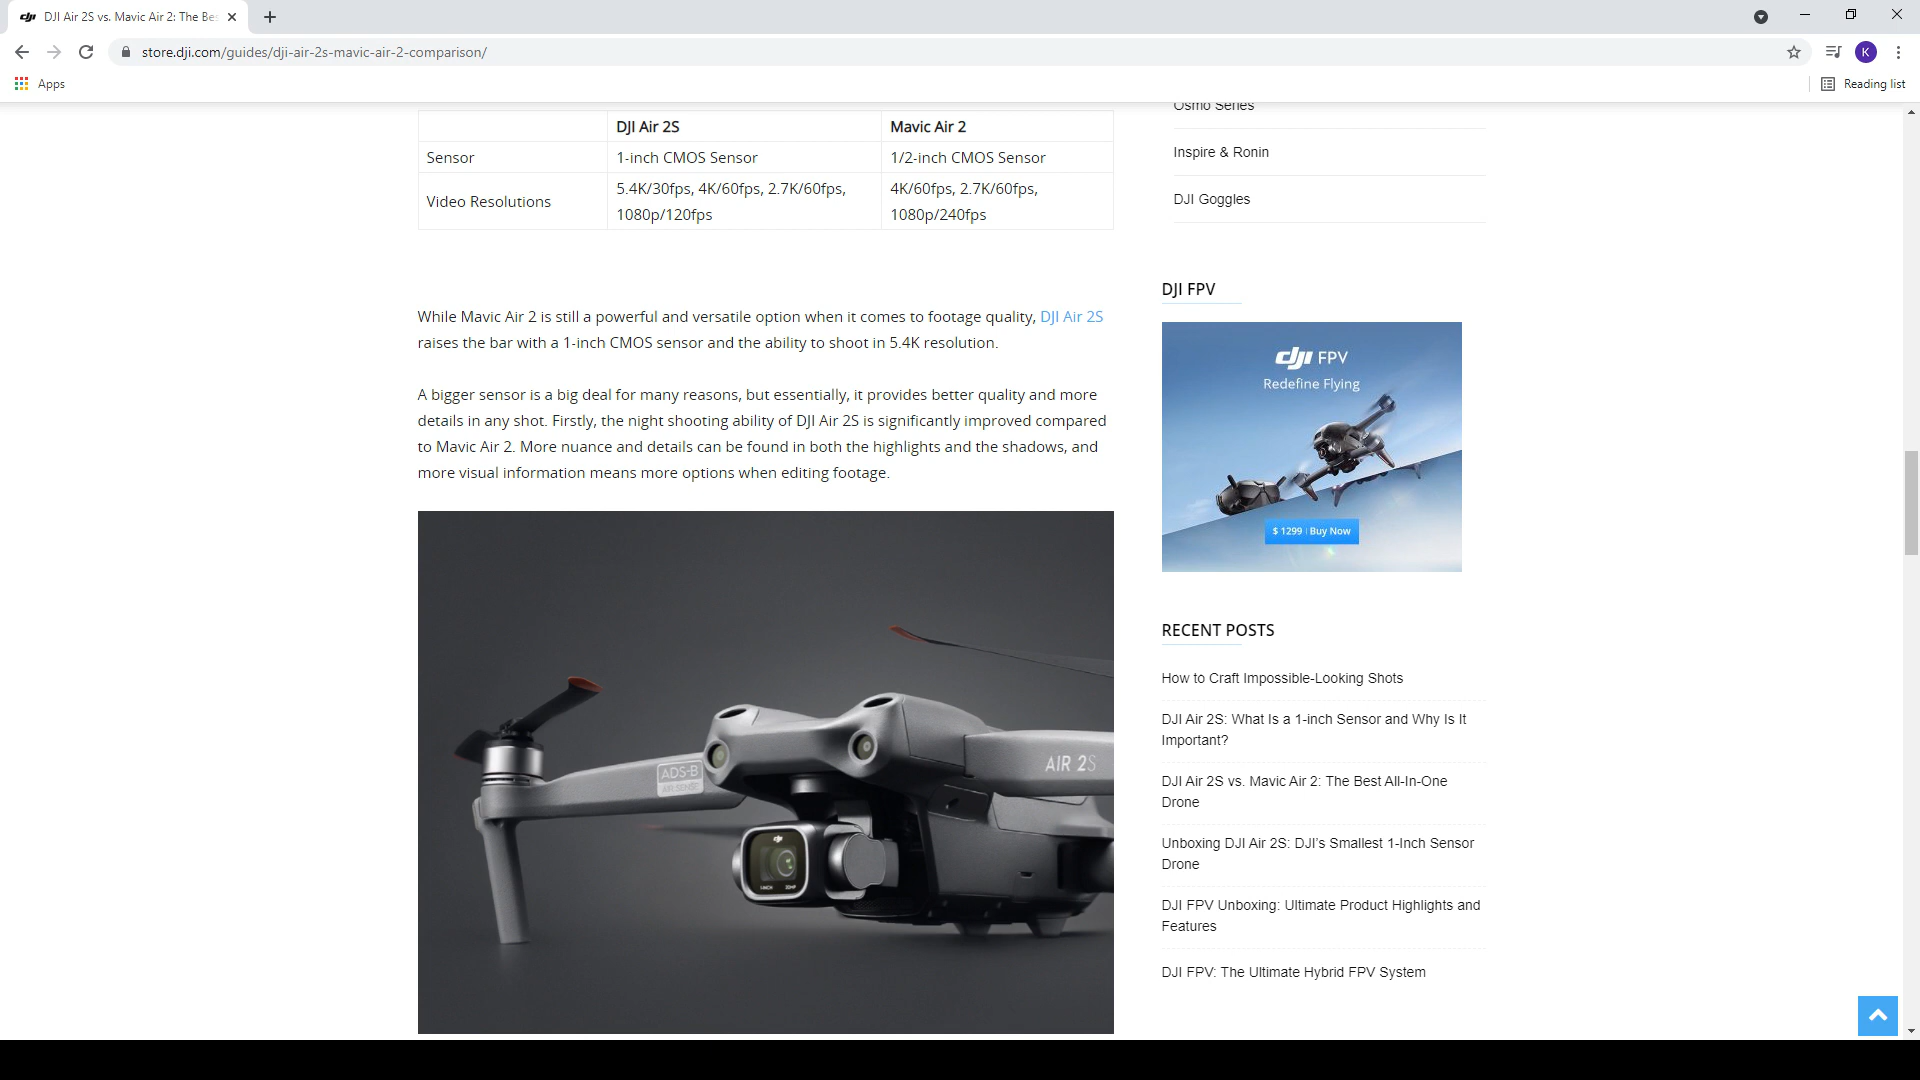 DJI Air 2S vs. Mavic Air 2: The Bes
store.dji.com/guides/dji-air-2s-mavic-air-2-comparison/
K
Apps
Reading list
DJI Air 2S
Mavic Air 2
Sensor
1-inch CMOS Sensor
1/2-inch CMOS Sensor
Video Resolutions
5.4K/30fps, 4K/60fps, 2.7K/60fps,
1080p/120fps
4K/60fps, 2.7K/60fps,
1080p/240fps
While Mavic Air 2 is still a powerful and versatile option when it comes to footage quality, DJI Air 2S
raises the bar with a 1-inch CMOS sensor and the ability to shoot in 5.4K resolution.
A bigger sensor is a big deal for many reasons, but essentially, it provides better quality and more
details in any shot. Firstly, the night shooting ability of DJI Air 2S is significantly improved compared
to Mavic Air 2. More nuance and details can be found in both the highlights and the shadows, and
more visual information means more options when editing footage.
ADS-B
AIRSENSE
AIR 2S
dji
1-INCH 20MP
Osmo Series
Inspire & Ronin
DJI Goggles
DJI FPV
dji FPV
Redefine Flying
$ 1299 | Buy Now
RECENT POSTS
How to Craft Impossible-Looking Shots
DJI Air 2S: What Is a 1-inch Sensor and Why Is It
Important?
DJI Air 2S vs. Mavic Air 2: The Best All-In-One
Drone
Unboxing DJI Air 2S: DJI's Smallest 1-Inch Sensor
Drone
DJI FPV Unboxing: Ultimate Product Highlights and
Features
DJI FPV: The Ultimate Hybrid FPV System